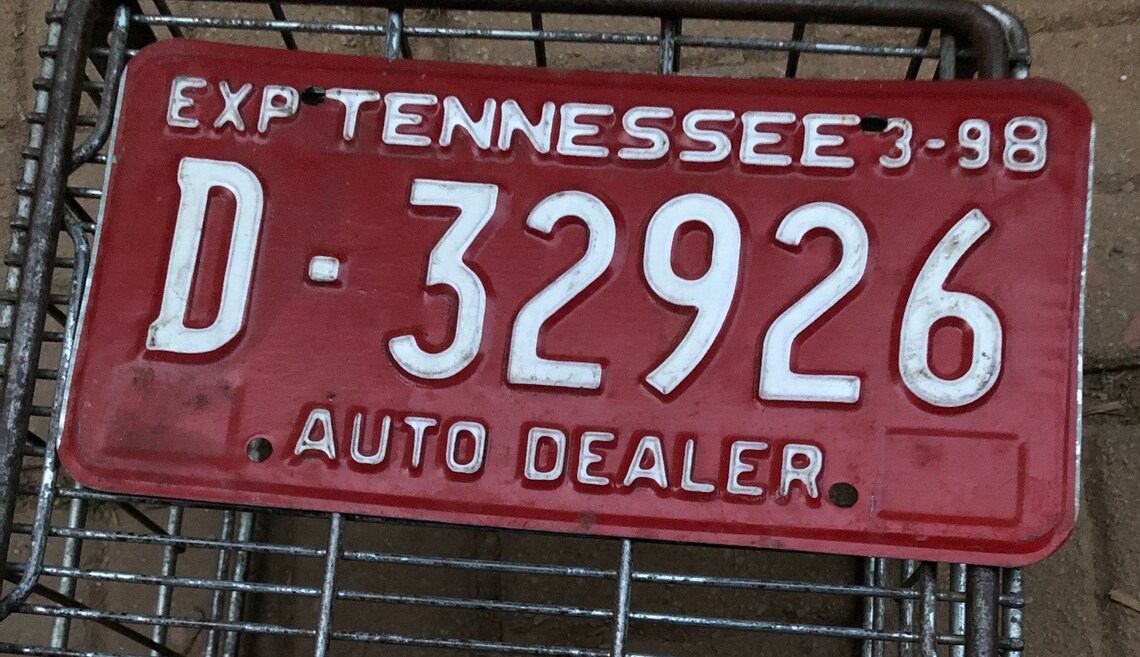 EXP TENNESSEE 3-98
D·32926
AUTO DEALER